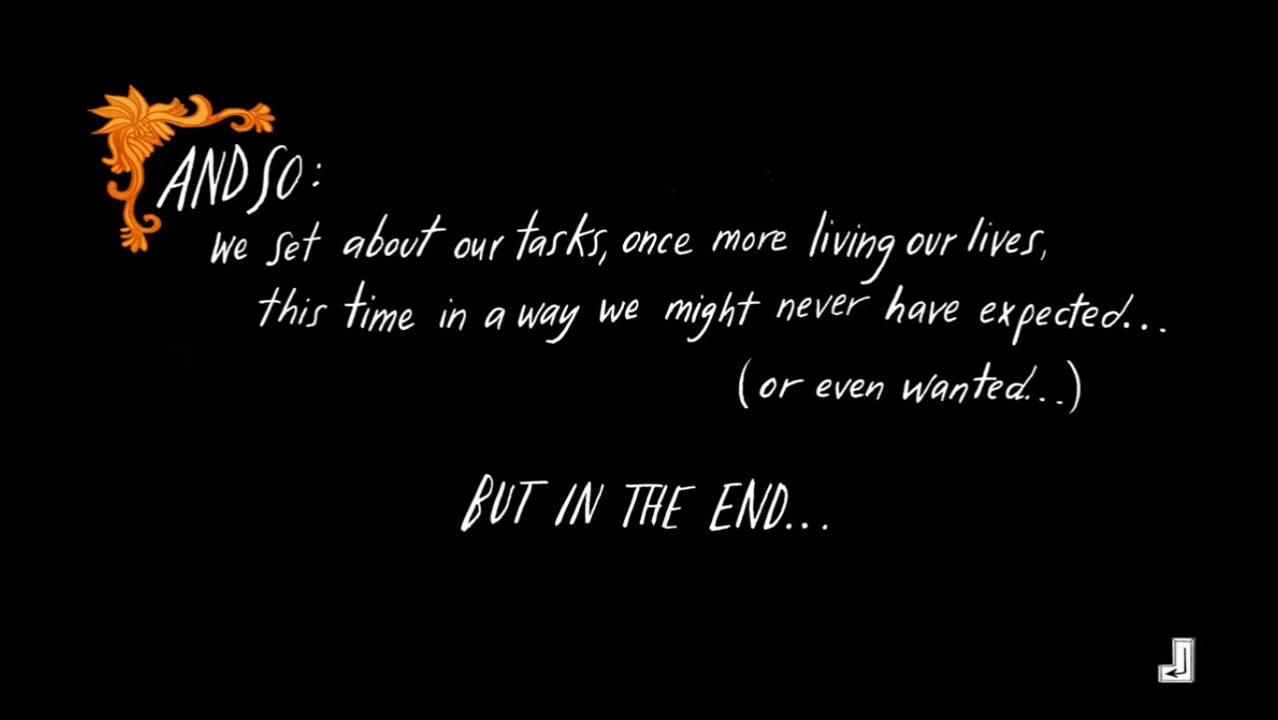 AND SO:
we set about our tasks, once more living our lives,
this time in a way we might never have expected...
(or even wanted...)
BUT IN THE END...